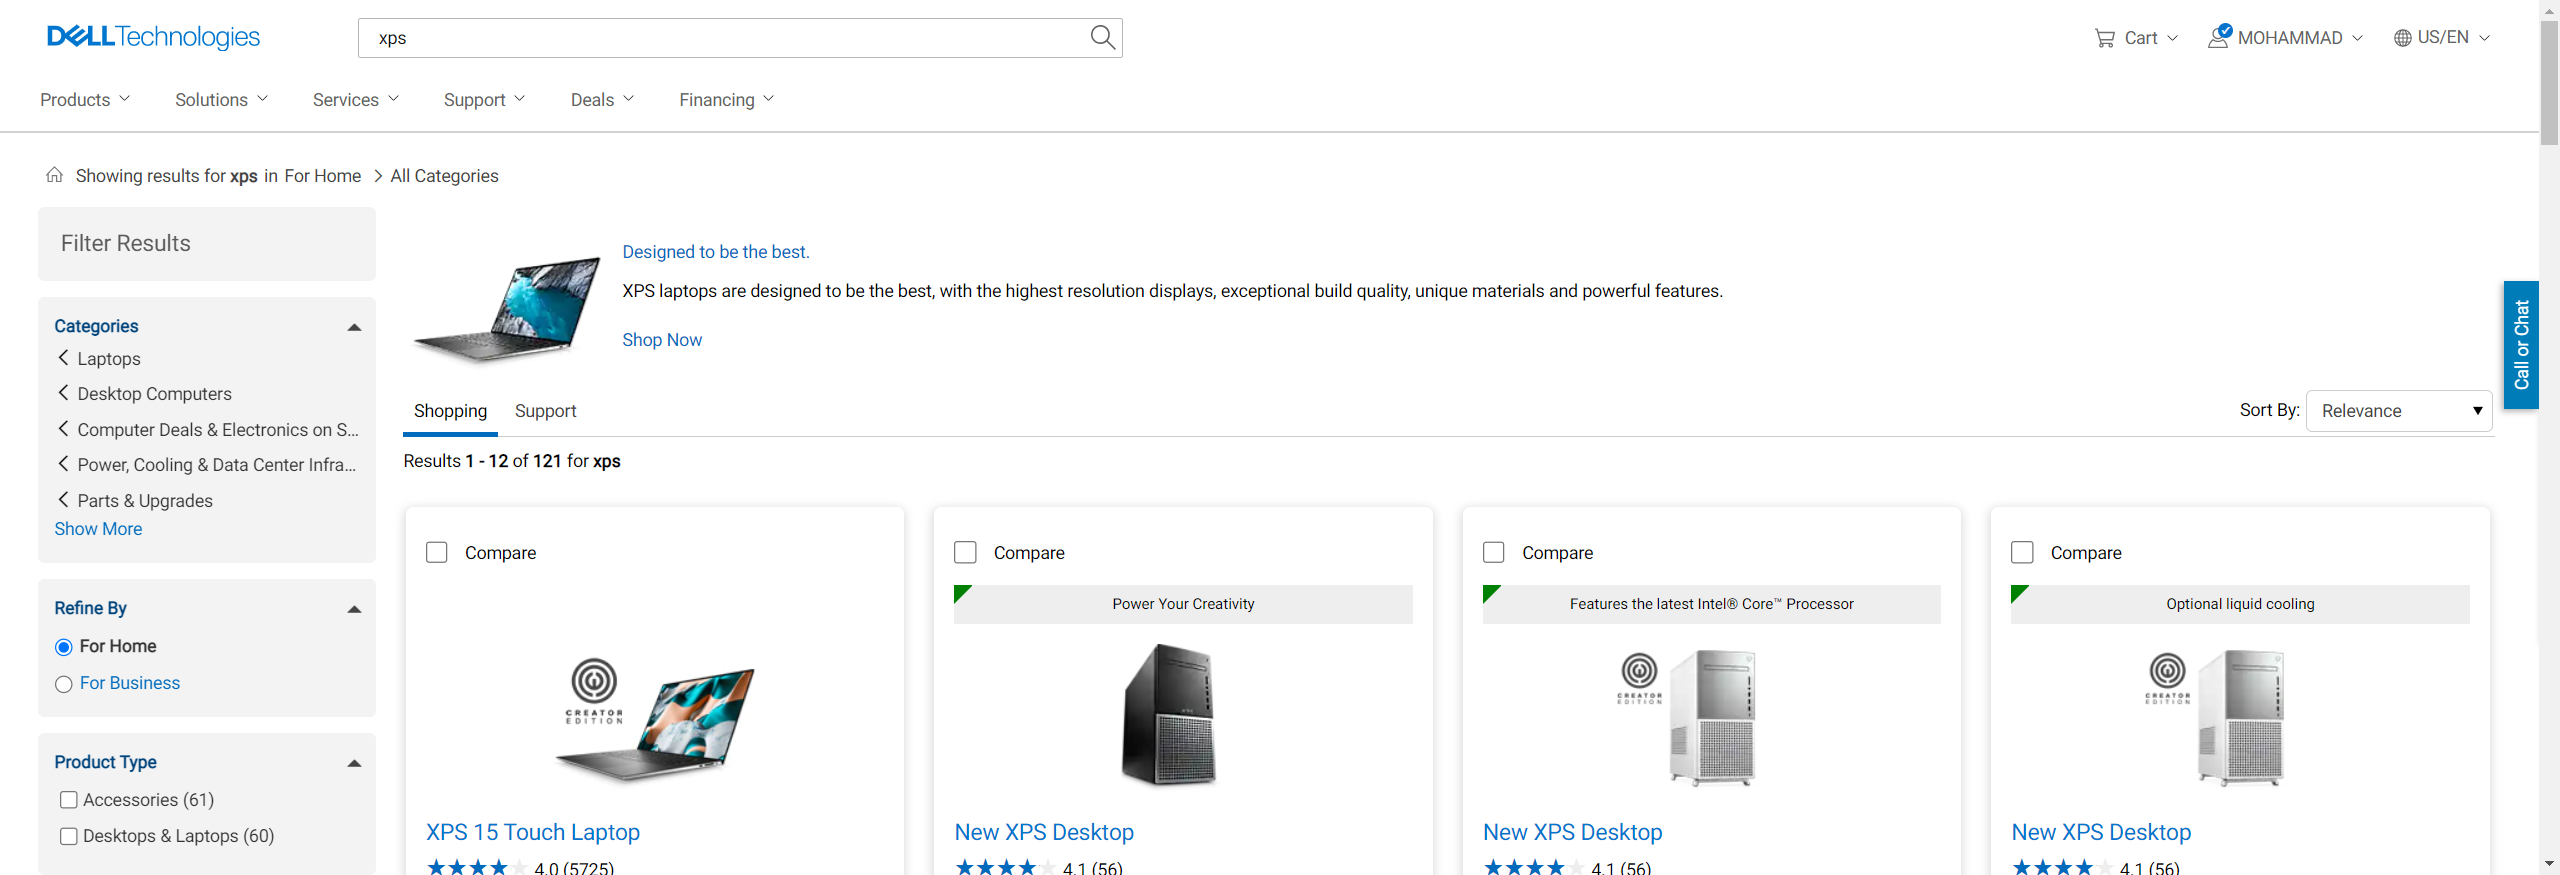 DELLTechnologies
xps
Cart
MOHAMMAD
US/EN
Products
Solutions
Services
Support
Deals
Financing
Showing results for xps in For Home > All Categories
Filter Results
Categories
Laptops
Desktop Computers
Computer Deals & Electronics on S...
Power, Cooling & Data Center Infra...
Parts & Upgrades
Show More
Refine By
For Home
For Business
Product Type
Accessories (61)
Desktops & Laptops (60)
Designed to be the best.
XPS laptops are designed to be the best, with the highest resolution displays, exceptional build quality, unique materials and powerful features.
Shop Now
Call or Chat
Shopping
Support
Sort By: Relevance
Results 1 - 12 of 121 for xps
Compare
CREATOR
EDITION
XPS 15 Touch Laptop
4.0 (5725)
Compare
Power Your Creativity
New XPS Desktop
4.1 (56)
Compare
Features the latest Intel® Core™ Processor
CREATOR
EDITION
New XPS Desktop
4.1 (56)
Compare
Optional liquid cooling
CREATOR
EDITION
New XPS Desktop
4.1 (56)